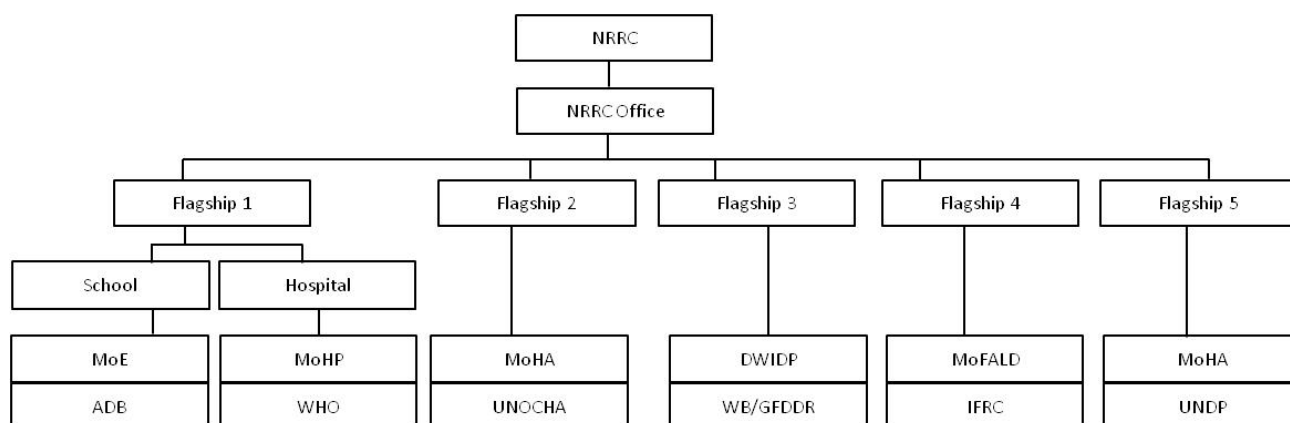 NRRC
NRRC Office
Flagship 1
Flagship 2
Flagship 3
Flagship 4
Flagship 5
School
Hospital
MoE
MoHP
MoHA
DWIDP
MoFALD
MoHA
ADB
WHO
UNOCHA
WB/GFDDR
IFRC
UNDP